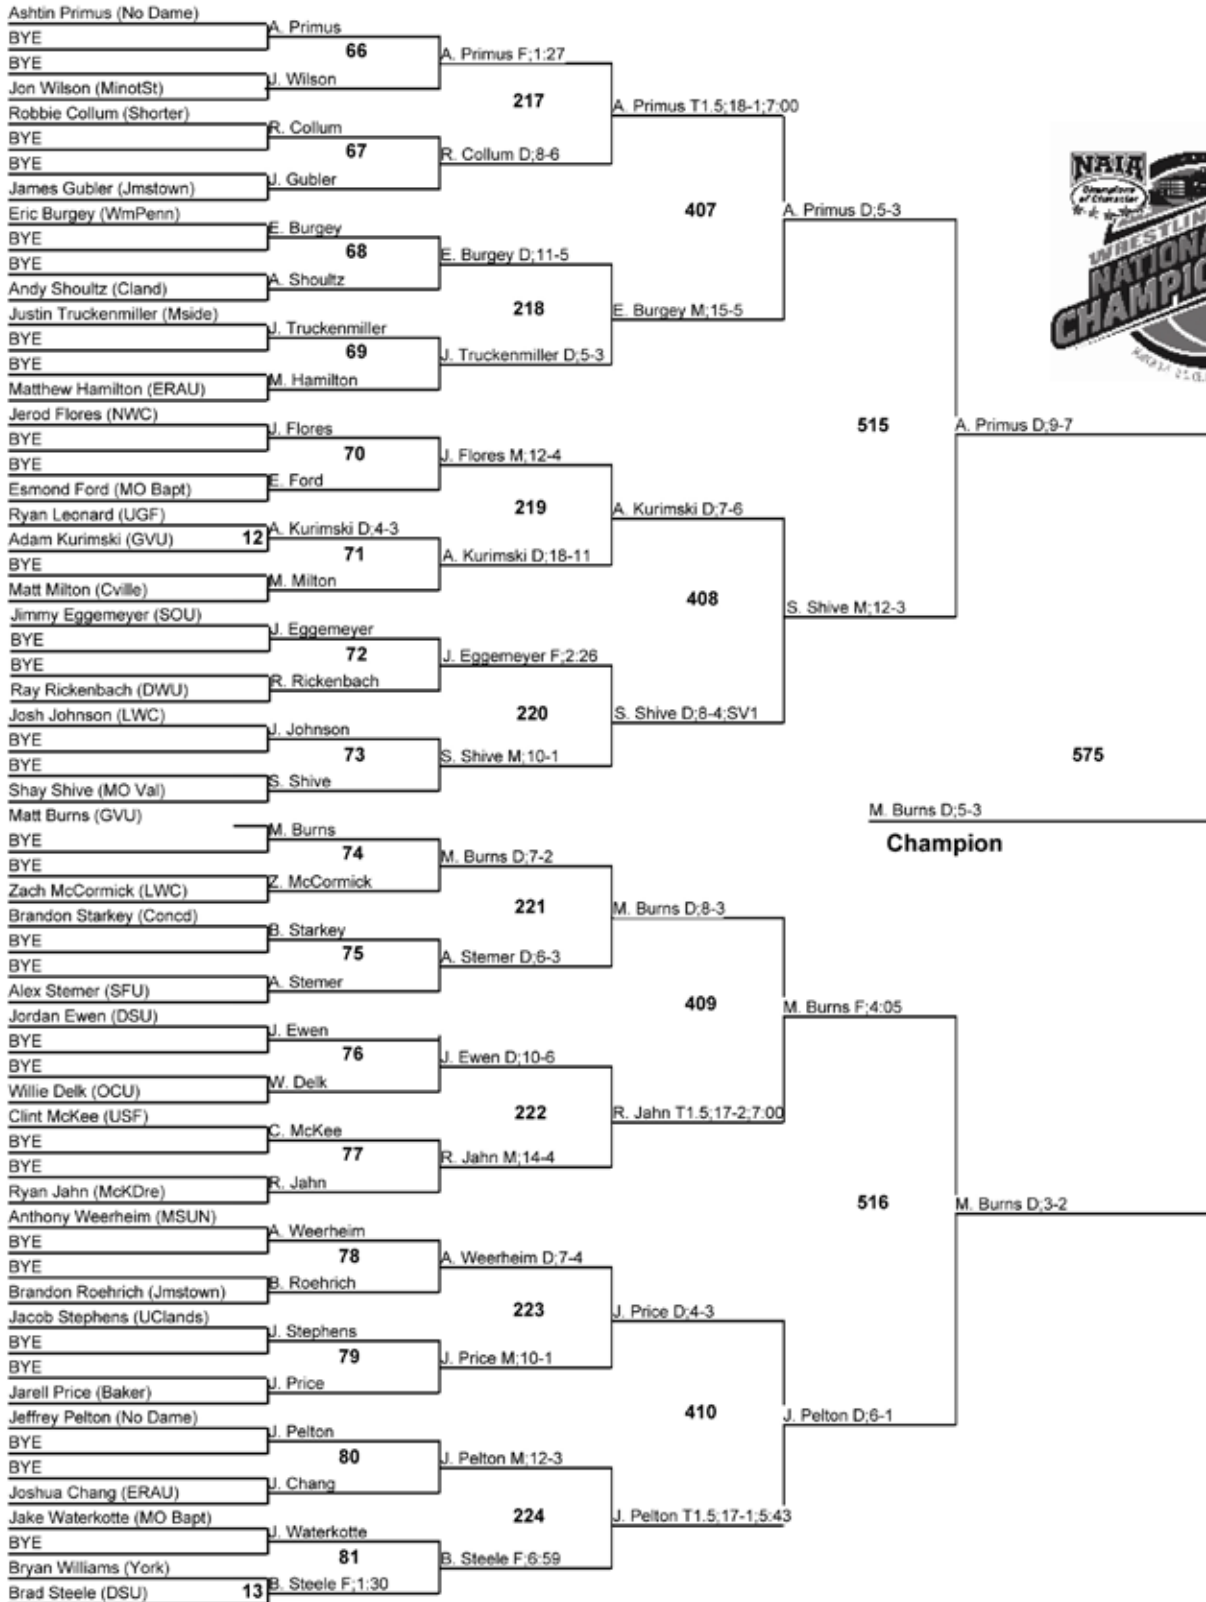 Ashtin Primus (No Dame)
BYE
BYE
Jon Wilson (MinotSt)
Robbie Collum (Shorter)
BYE
BYE
James Gubler (Jmstown)
Eric Burgey (WmPenn)
BYE
BYE
Andy Shoultz (Cland)
Justin Truckenmiller (Mside)
BYE
BYE
Matthew Hamilton (ERAU)
Jerod Flores (NWC)
BYE
BYE
Esmond Ford (MO Bapt)
Ryan Leonard (UGF)
Adam Kurimski (GVU) 12
BYE
Matt Milton (Cville)
Jimmy Eggemeyer (SOU)
BYE
BYE
Ray Rickenbach (DWU)
Josh Johnson (LWC)
BYE
BYE
Shay Shive (MO Val)
Matt Burns (GVU)
BYE
BYE
Zach McCormick (LWC)
Brandon Starkey (Concd)
BYE
BYE
Alex Stemer (SFU)
Jordan Ewen (DSU)
BYE
BYE
Willie Delk (OCU)
Clint McKee (USF)
BYE
BYE
Ryan Jahn (McKDre)
Anthony Weerheim (MSUN)
BYE
BYE
Brandon Roehrich (Jmstown)
Jacob Stephens (UClands)
BYE
BYE
Jarell Price (Baker)
Jeffrey Pelton (No Dame)
BYE
BYE
Joshua Chang (ERAU)
Jake Waterkotte (MO Bapt)
BYE
Bryan Williams (York)
Brad Steele (DSU) 13
A. Primus
66
J. Wilson
R. Collum
67
J. Gubler
E. Burgey
68
A. Shoultz
J. Truckenmiller
69
M. Hamilton
J. Flores
70
E. Ford
A. Kurimski D;4-3
71
M. Milton
J. Eggemeyer
72
R. Rickenbach
J. Johnson
73
S. Shive
M. Burns
74
Z. McCormick
B. Starkey
75
A. Stemer
J. Ewen
76
W. Delk
C. McKee
77
R. Jahn
A. Weerheim
78
B. Roehrich
J. Stephens
79
J. Price
J. Pelton
80
J. Chang
J. Waterkotte
81
B. Steele F;1:30
A. Primus F;1:27
217
R. Collum D;8-6
E. Burgey D;11-5
218
J. Truckenmiller D;5-3
J. Flores M;12-4
219
A. Kurimski D;18-11
J. Eggemeyer F;2:26
220
S. Shive M;10-1
M. Burns D;7-2
221
A. Stemer D;6-3
J. Ewen D;10-6
222
R. Jahn M;14-4
A. Weerheim D;7-4
223
J. Price M;10-1
J. Pelton M;12-3
224
B. Steele F;6:59
A. Primus T1.5;18-1;7:00
407
E. Burgey M;15-5
A. Kurimski D;7-6
408
S. Shive D;8-4;SV1
M. Burns D;8-3
409
R. Jahn T1.5;17-2;7:00
J. Price D;4-3
410
J. Pelton T1.5;17-1;5:43
A. Primus D;5-3
515
S. Shive M;12-3
M. Burns F;4:05
516
J. Pelton D;6-1
A. Primus D;9-7
575
M. Burns D;3-2
M. Burns D;5-3
Champion
NAIA
Champions
of Character